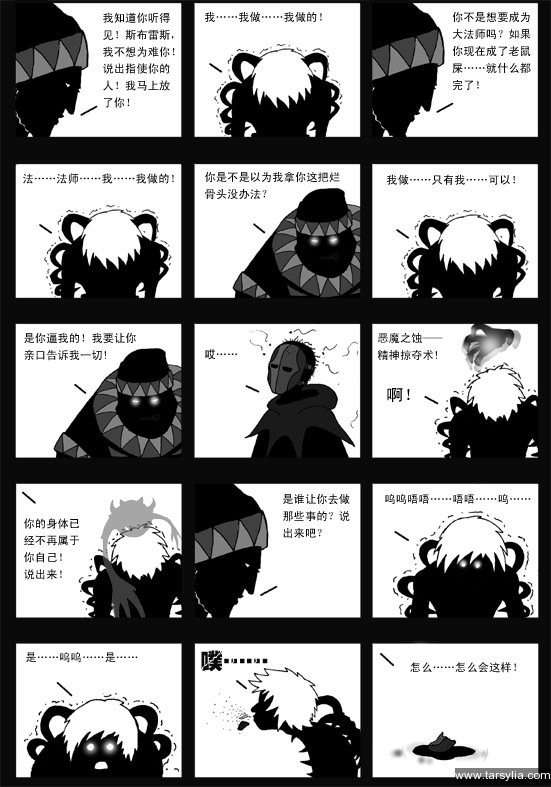 我知道你听得
见！斯布雷斯，
我不想为难你！
说出指使你的
人！我马上放
了你！
我……我做……我做的！
你不是想要成为
大法师吗？如果
你现在成了老鼠
屎……就什么都
完了！
法……法师……我……我做的！
你是不是以为我拿你这把烂
骨头没办法？
我做……只有我……可以！
是你逼我的！我要让你
亲口告诉我一切！
哎……
恶魔之蚀——
精神掠夺术！
啊！
你的身体已
经不再属于
你自己！
说出来！
是谁让你去做
那些事的？说
出来吧？
呜呜唔唔……唔唔……呜……
是……呜呜……是……
噗……
怎么……怎么会这样！
www.tarsylia.com